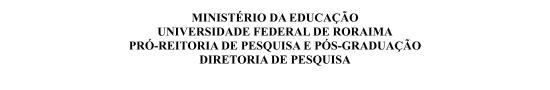 MINISTÉRIO DA EDUCAÇÃO
UNIVERSIDADE FEDERAL DE RORAIMA
PRÓ-REITORIA DE PESQUISA E PÓS-GRADUAÇÃO
DIRETORIA DE PESQUISA